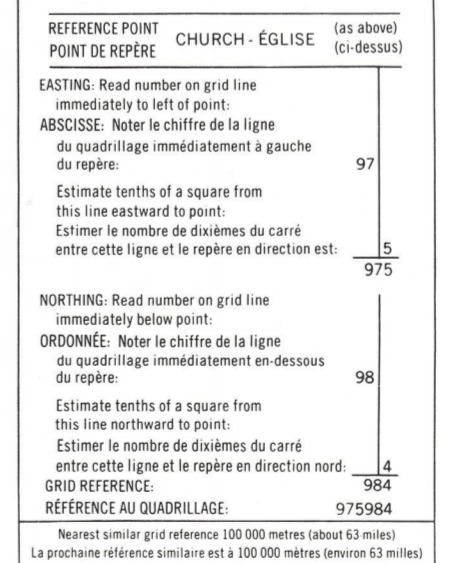 REFERENCE POINT CHURCH - ÉGLISE (as above)
POINT DE REPÈRE (ci-dessus)
EASTING: Read number on grid line
immediately to left of point:
ABSCISSE: Noter le chiffre de la ligne
du quadrillage immédiatement à gauche
du repère: 97
Estimate tenths of a square from
this line eastward to point:
Estimer le nombre de dixièmes du carré
entre cette ligne et le repère en direction est: 5
975
NORTHING: Read number on grid line
immediately below point:
ORDONNÉE: Noter le chiffre de la ligne
du quadrillage immédiatement en-dessous
du repère: 98
Estimate tenths of a square from
this line northward to point:
Estimer le nombre de dixièmes du carré
entre cette ligne et le repère en direction nord: 4
GRID REFERENCE: 984
RÉFÉRENCE AU QUADRILLAGE: 975984
Nearest similar grid reference 100 000 metres (about 63 miles)
La prochaine référence similaire est à 100 000 mètres (environ 63 milles)